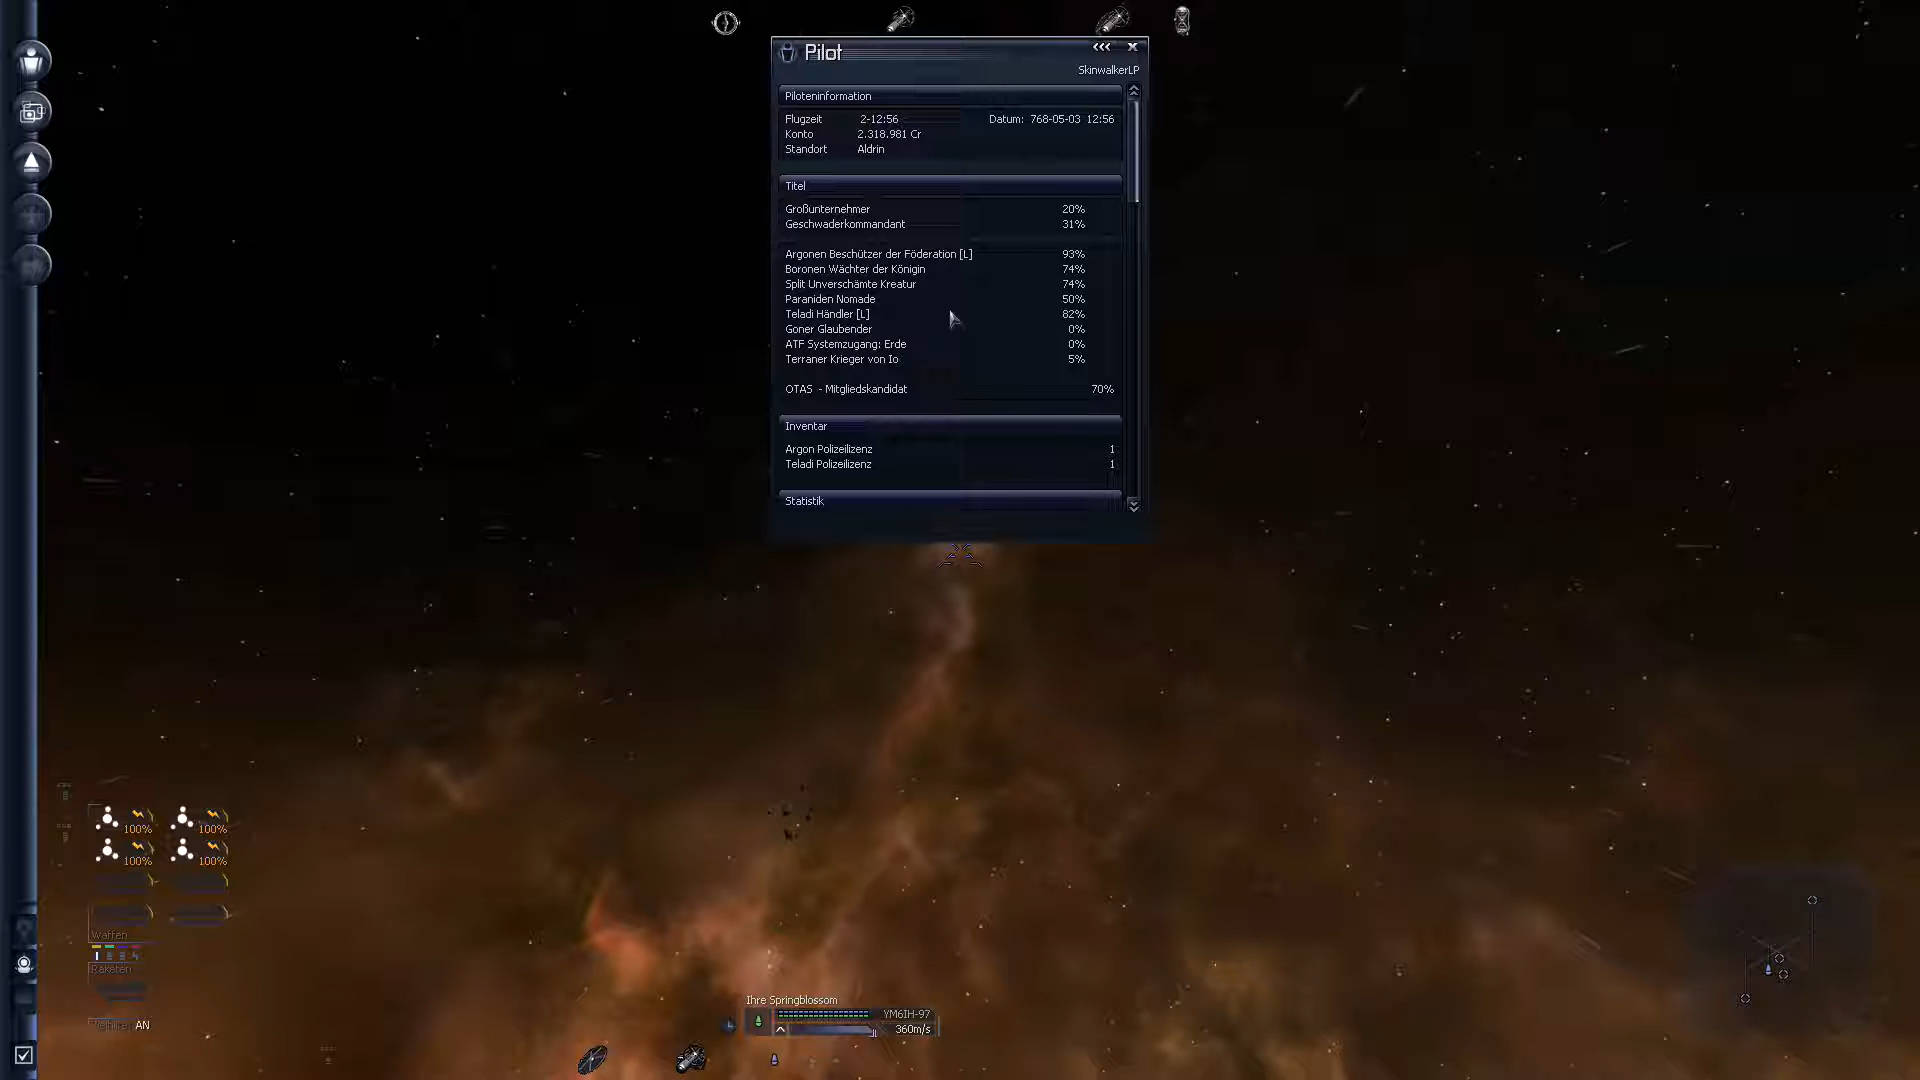 Pilot
SkinwalkerLP
Piloteninformation
Flugzeit 2-12:56 Datum: 768-05-03 12:56
Konto 2.318.981 Cr
Standort Aldrin
Titel
Großunternehmer 20%
Geschwaderkommandant 31%
Argonen Beschützer der Föderation [L] 93%
Boronen Wächter der Königin 74%
Split Unverschämte Kreatur 74%
Paraniden Nomade 50%
Teladi Händler [L] 82%
Goner Glaubender 0%
ATF Systemzugang: Erde 0%
Terraner Krieger von Io 5%
OTAS - Mitgliedskandidat 70%
Inventar
Argon Polizeilizenz 1
Teladi Polizeilizenz 1
Statistik
100% 100%
100% 100%
Waffen
1 2 3 4
Raketen
AN
Ihre Springblossom
YM6IH-97
360m/s